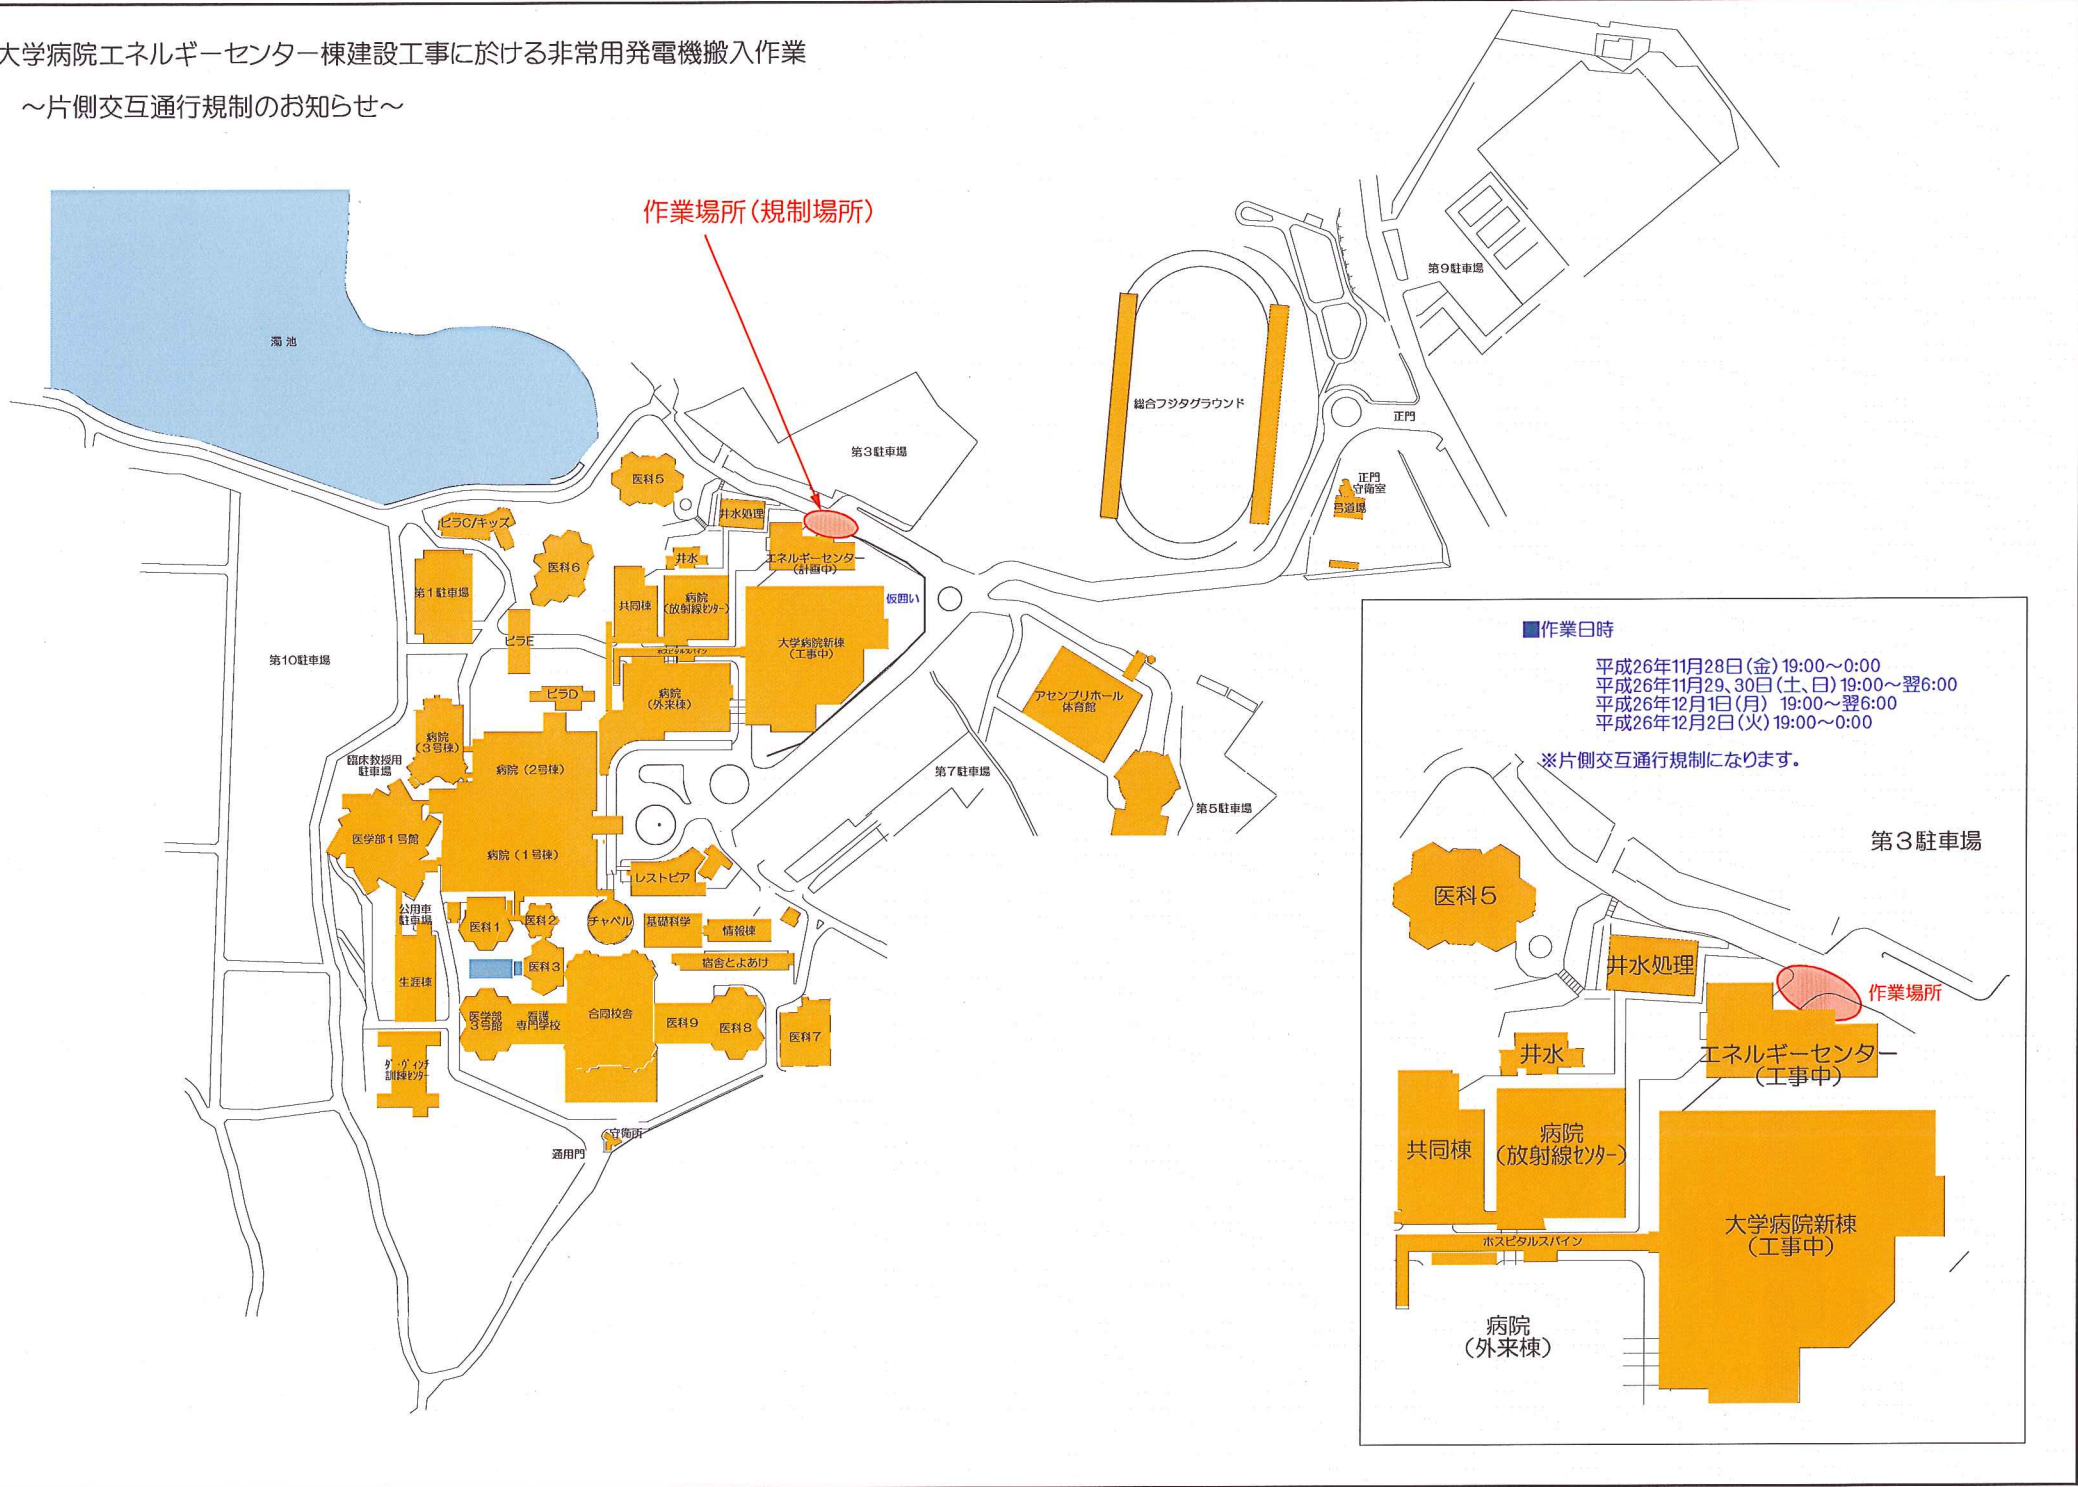 大学病院エネルギーセンター棟建設工事に於ける非常用発電機搬入作業
～片側交互通行規制のお知らせ～
作業場所（規制場所）
濁池
第9駐車場
総合フジタグラウンド
正門
正門
守衛室
弓道場
第3駐車場
医科5
井水処理
ビラC/キッズ
医科6
井水
エネルギーセンター
（計画中）
第1駐車場
共同棟
病院
（放射線センター）
仮囲い
ビラE
ホスピタルスパイン
大学病院新棟
（工事中）
第10駐車場
ビラD
病院
（外来棟）
アセンブリホール
体育館
病院
（3号棟）
臨床教授用
駐車場
病院（2号棟）
第7駐車場
第5駐車場
医学部1号館
病院（1号棟）
レストピア
公用車
駐車場
医科1
医科2
チャペル
基礎科学
情報棟
医科3
宿舎とよあけ
生涯棟
医学部
3号館
看護
専門学校
合同校舎
医科9
医科8
医科7
ダ・ヴィンチ
訓練センター
守衛所
通用門
■作業日時
平成26年11月28日（金）19:00～0:00
平成26年11月29、30日（土、日）19:00～翌6:00
平成26年12月1日（月）19:00～翌6:00
平成26年12月2日（火）19:00～0:00
※片側交互通行規制になります。
第3駐車場
医科5
井水処理
作業場所
井水
エネルギーセンター
（工事中）
共同棟
病院
（放射線センター）
大学病院新棟
（工事中）
ホスピタルスパイン
病院
（外来棟）